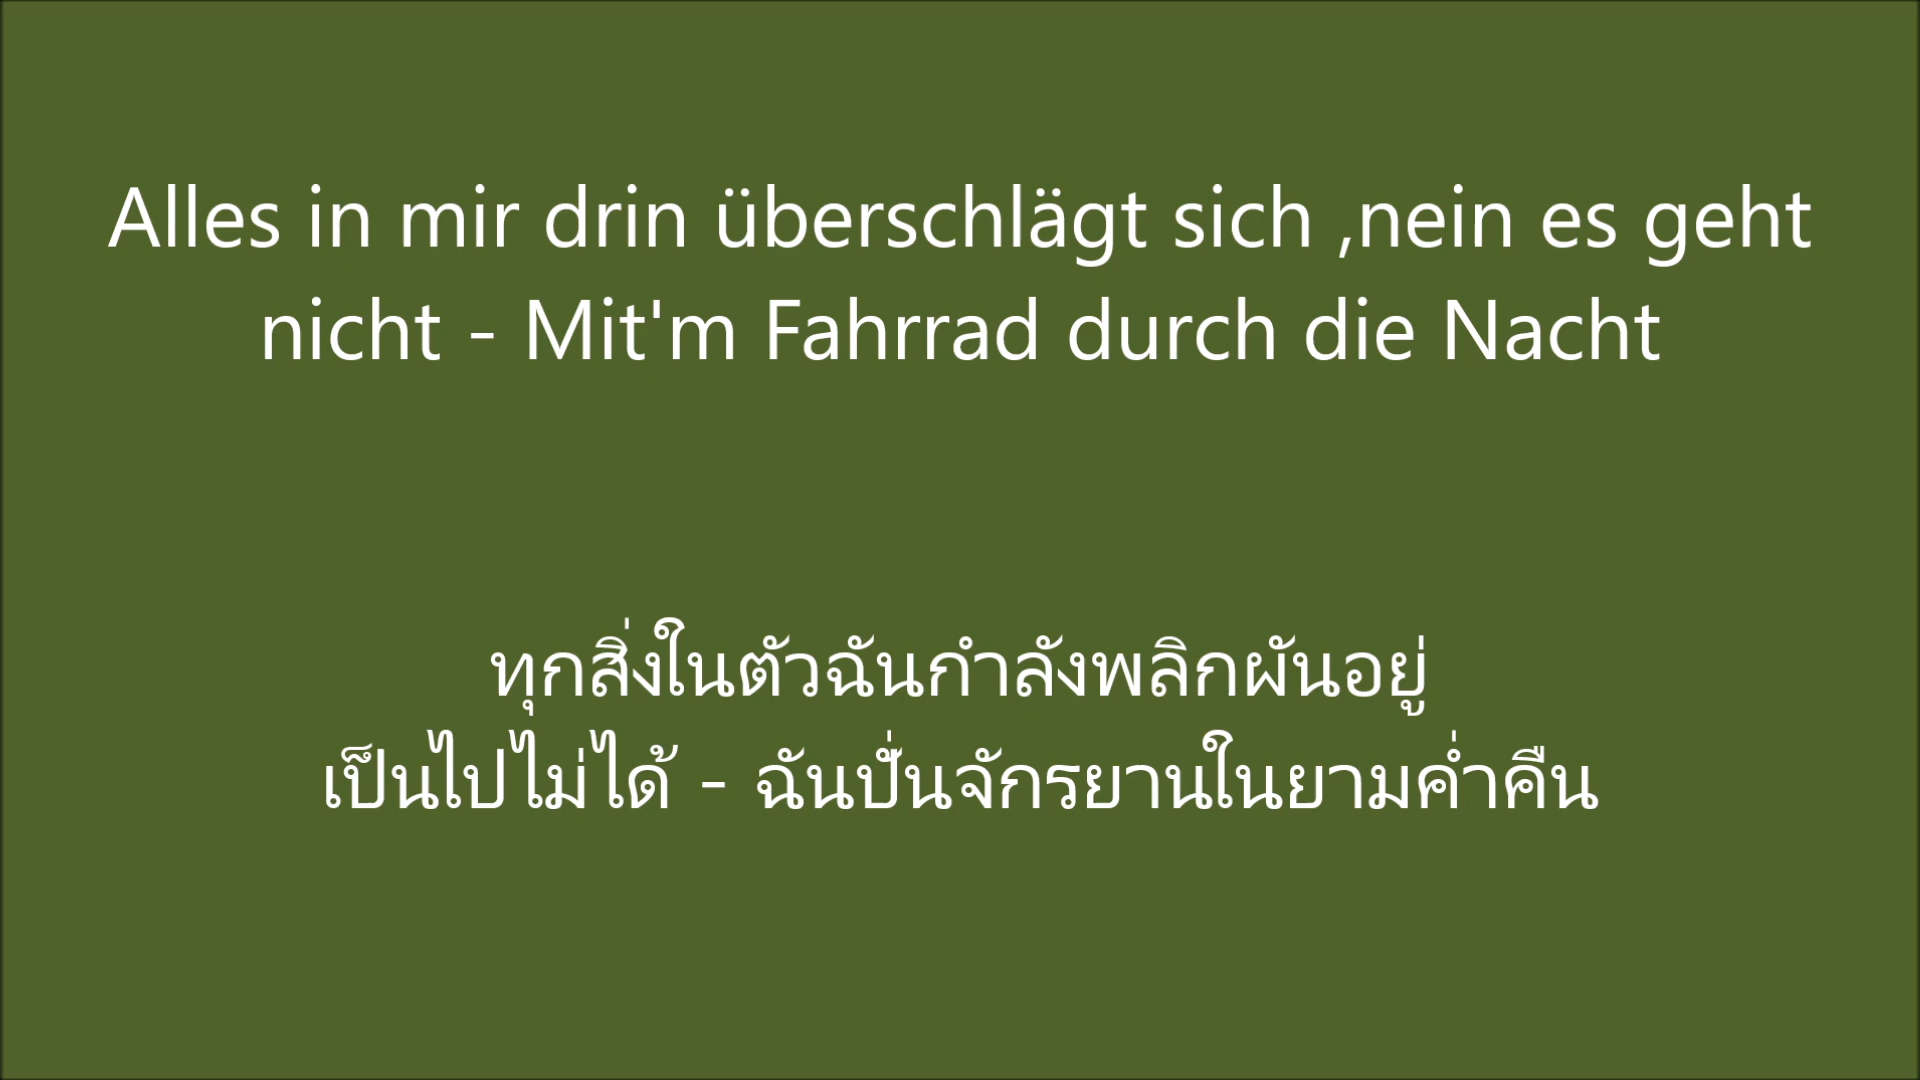 Alles in mir drin überschlägt sich ,nein es geht
nicht - Mit'm Fahrrad durch die Nacht
ทุกสิ่งในตัวฉันกำลังพลิกผันอยู่
เป็นไปไม่ได้ - ฉันปั่นจักรยานในยามค่ำคืน